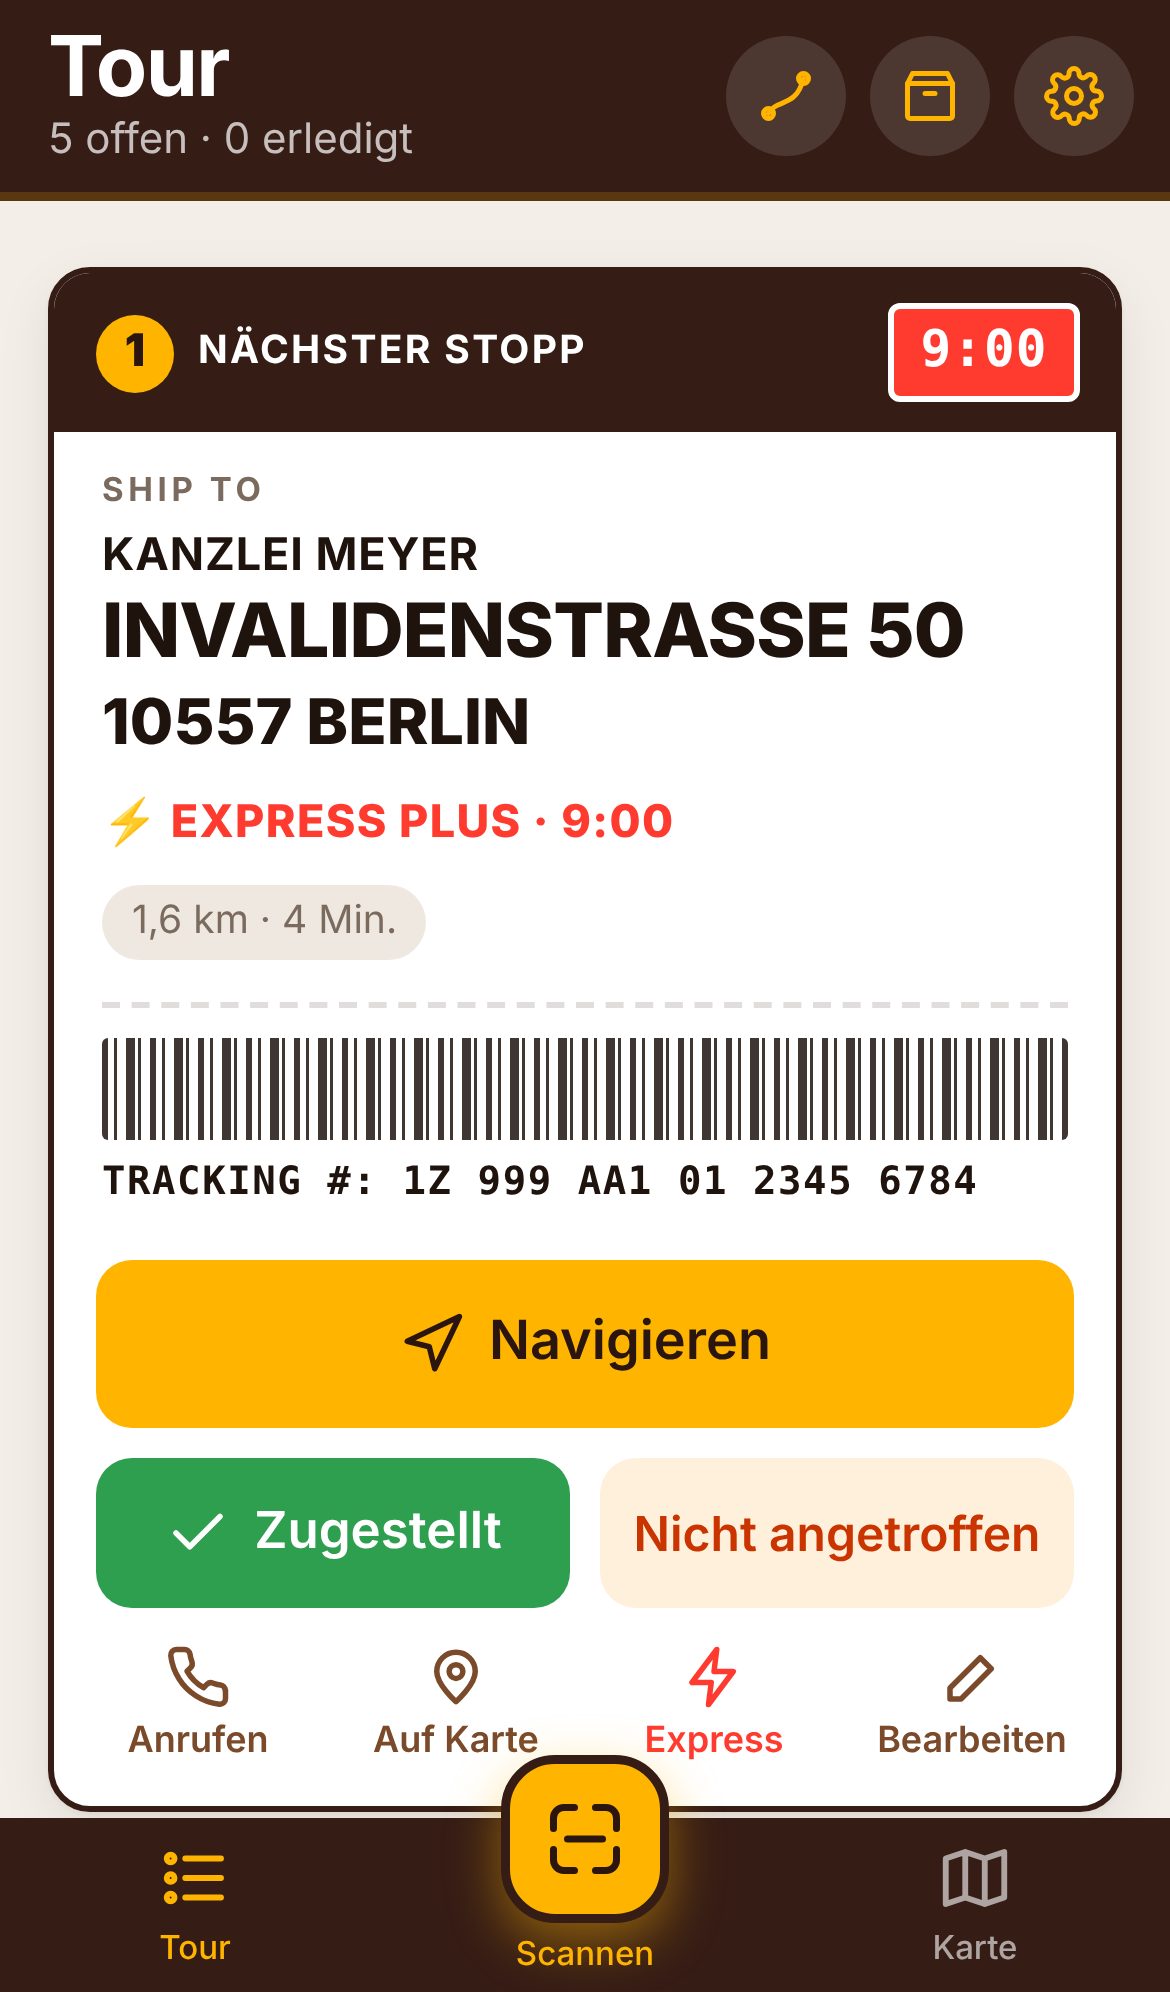 Tour
5 offen · 0 erledigt
1 NÄCHSTER STOPP 9:00
SHIP TO
KANZLEI MEYER
INVALIDENSTRASSE 50
10557 BERLIN
⚡ EXPRESS PLUS · 9:00
1,6 km · 4 Min.
TRACKING #: 1Z 999 AA1 01 2345 6784
Navigieren
Zugestellt Nicht angetroffen
Anrufen Auf Karte Express Bearbeiten
Tour Scannen Karte